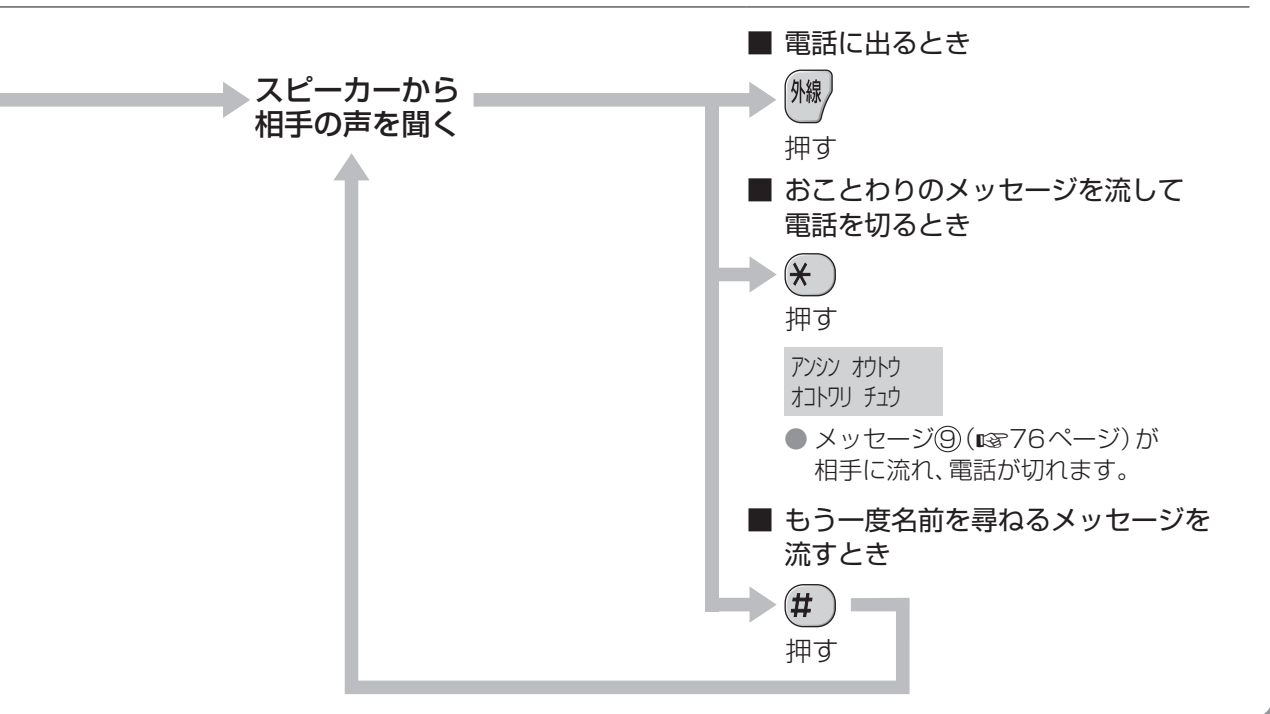 スピーカーから
相手の声を聞く
■ 電話に出るとき
外線
押す
■ おことわりのメッセージを流して
電話を切るとき
＊
押す
ｱﾝｼﾝ ｵｳﾄｳ
ｵｺﾄﾜﾘ ﾁｭｳ
● メッセージ⑨(☞76ページ)が
相手に流れ、電話が切れます。
■ もう一度名前を尋ねるメッセージを
流すとき
#
押す